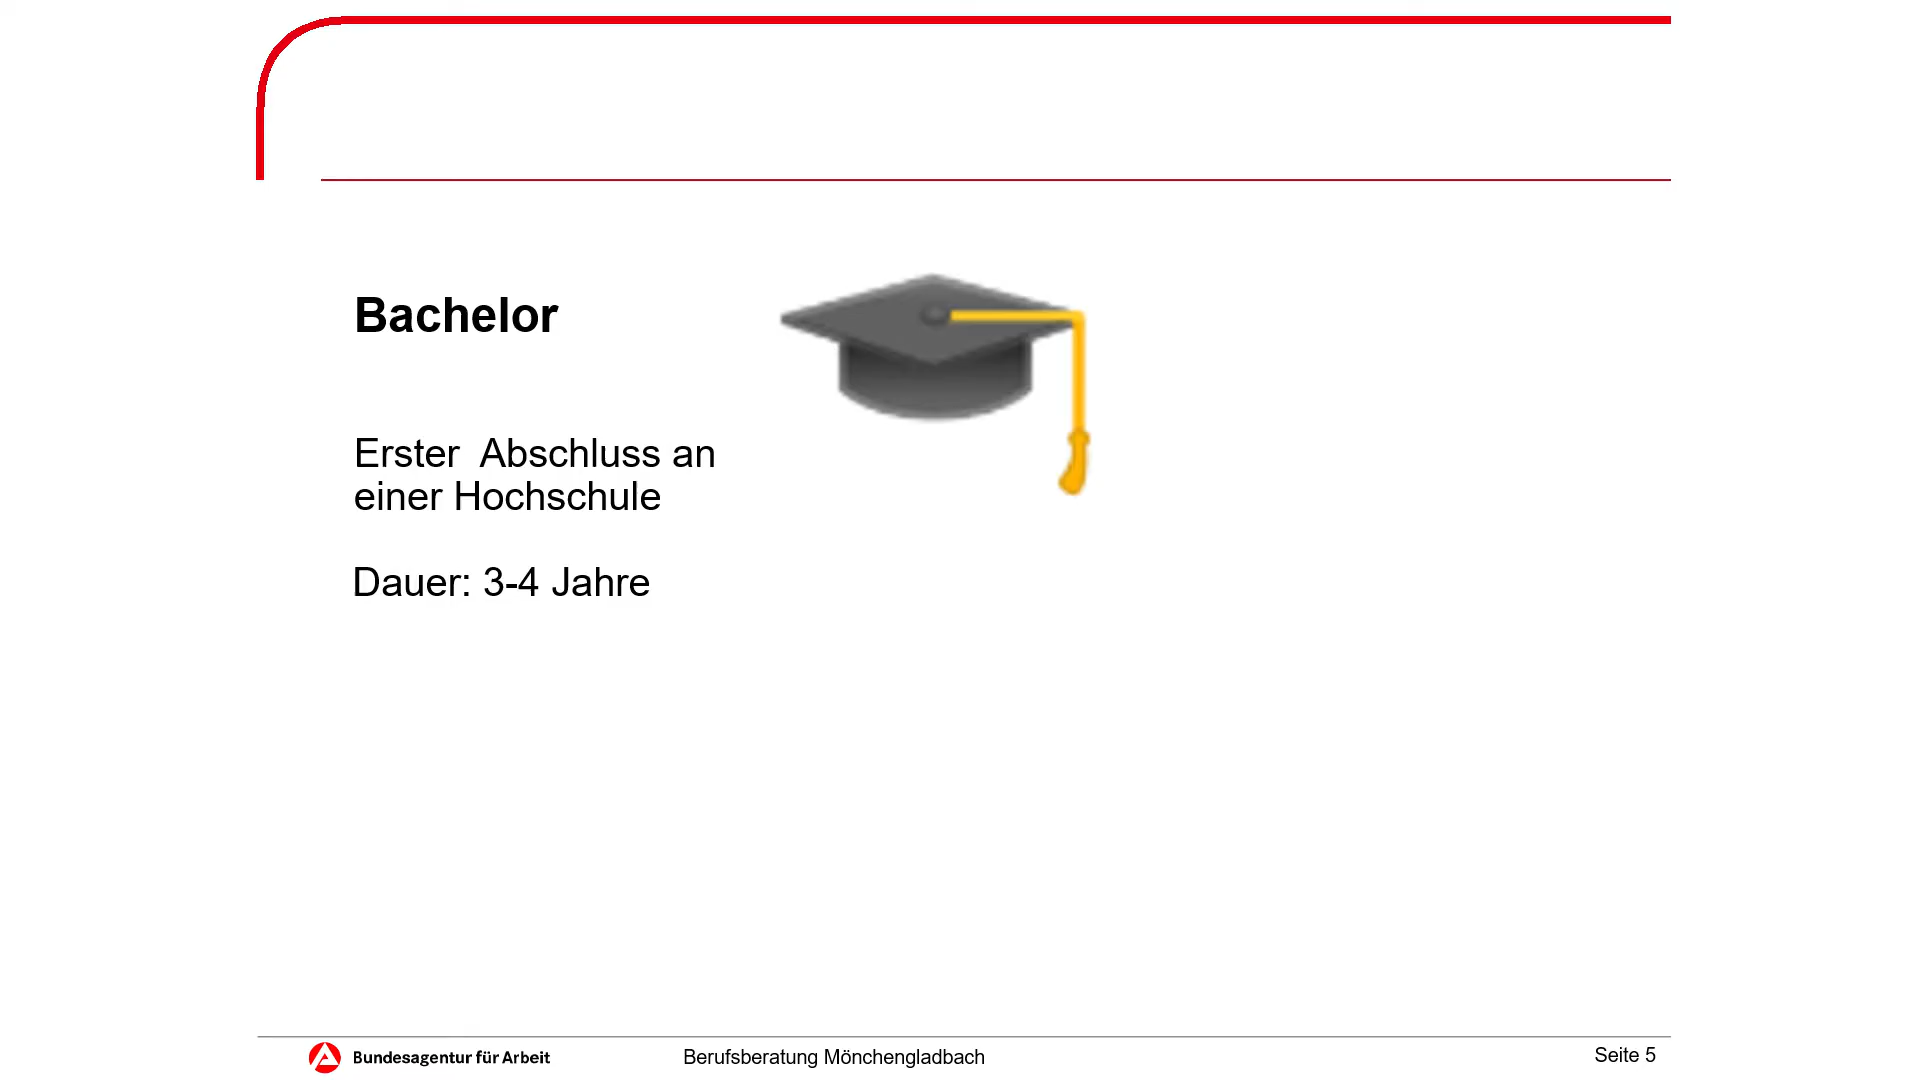 Bachelor
Erster  Abschluss an
einer Hochschule
Dauer: 3-4 Jahre
Bundesagentur für Arbeit
Berufsberatung Mönchengladbach
Seite 5